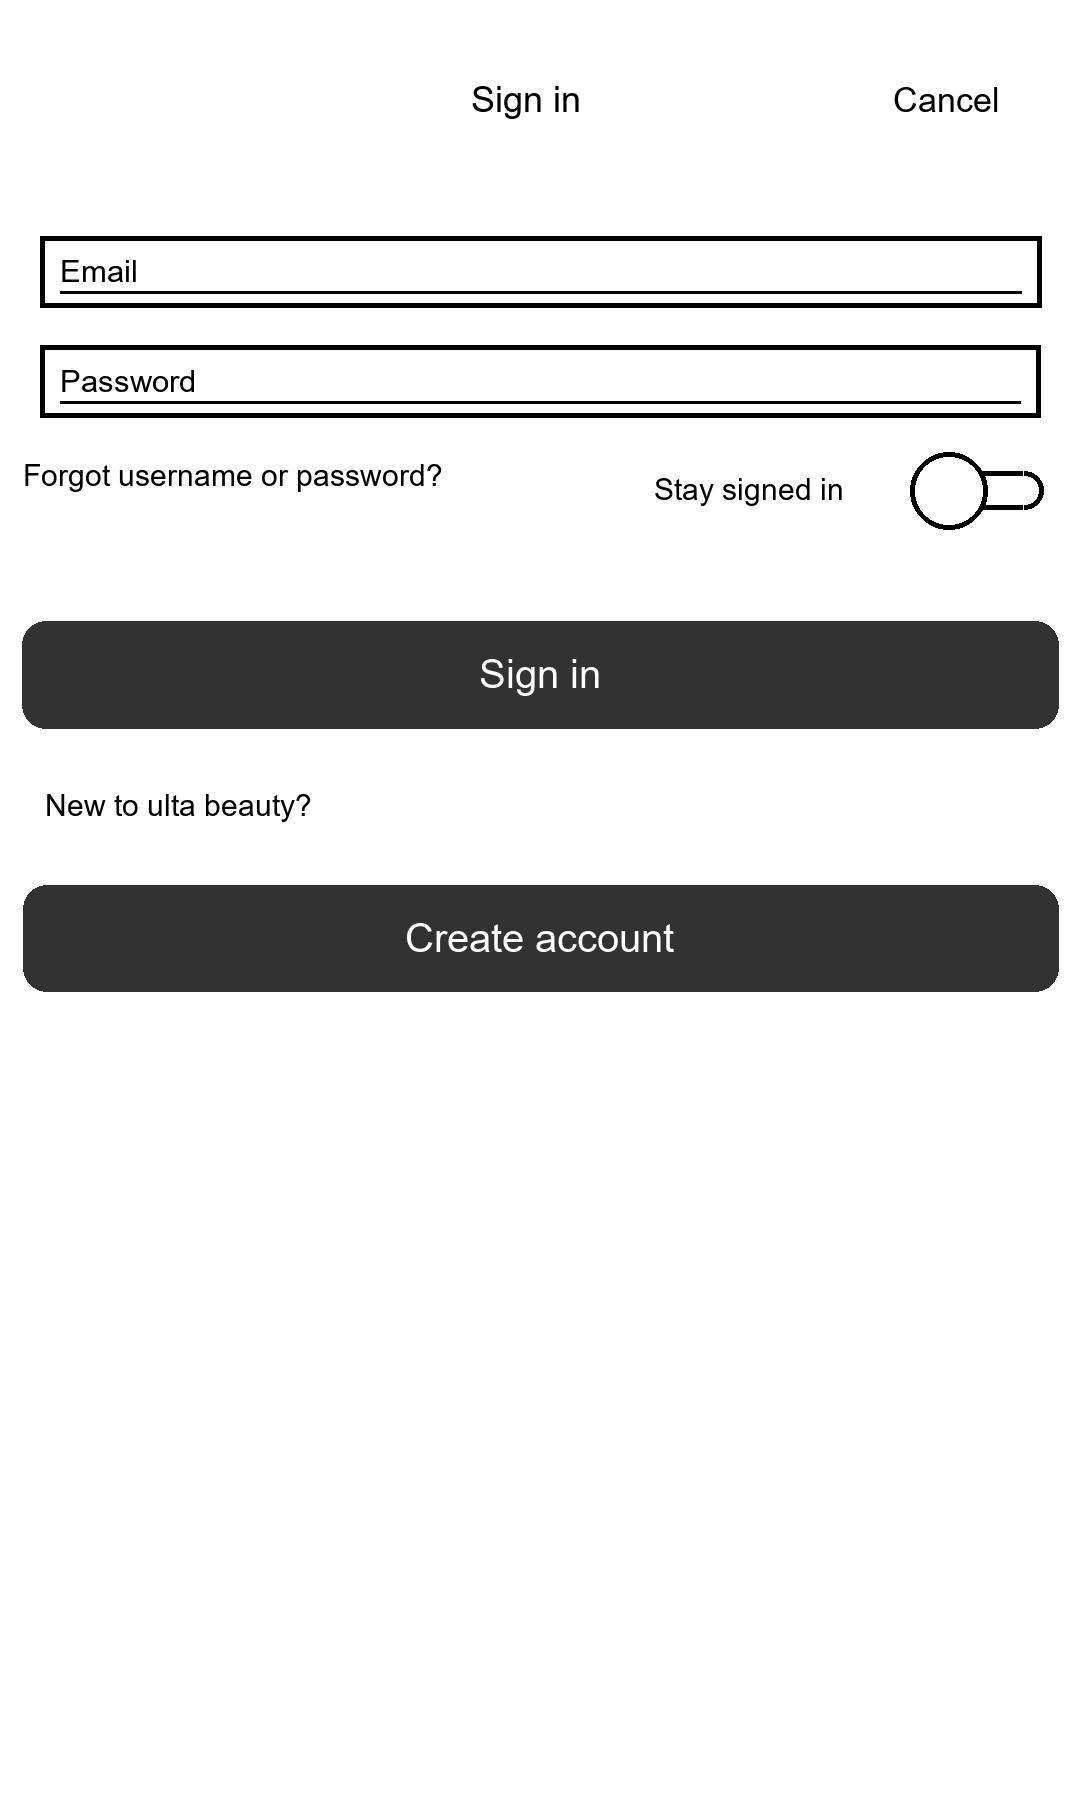 Sign in
Cancel
Email
Password
Forgot username or password?
Stay signed in
Sign in
New to ulta beauty?
Create account